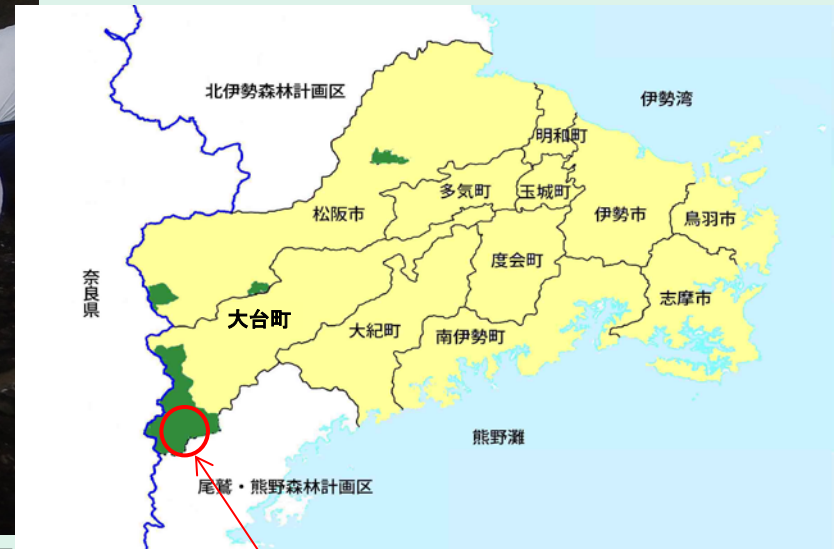 北伊勢森林計画区
伊勢湾
明和町
多気町
玉城町
松阪市
伊勢市
鳥羽市
度会町
奈良県
志摩市
大台町
大紀町
南伊勢町
熊野灘
尾鷲・熊野森林計画区